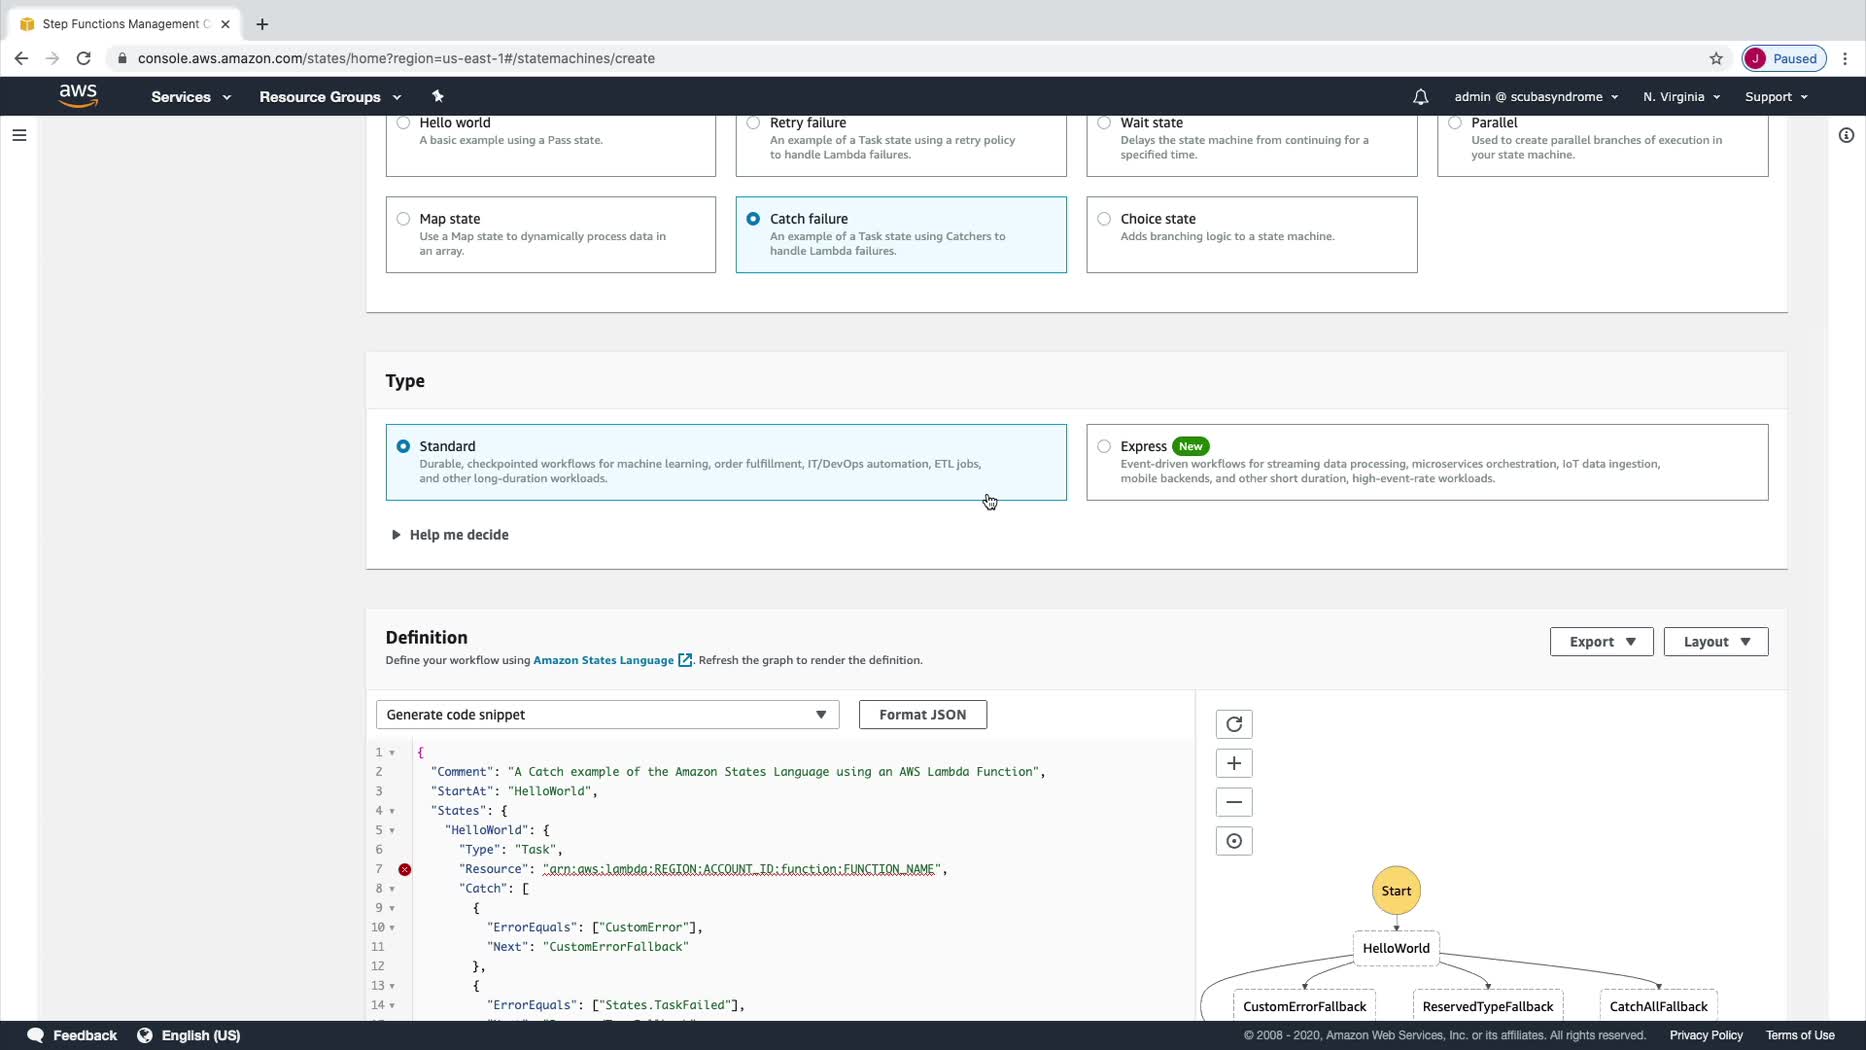 Step Functions Management C
console.aws.amazon.com/states/home?region=us-east-1#/statemachines/create
J Paused
aws Services Resource Groups admin @ scubasyndrome N. Virginia Support
Hello world
A basic example using a Pass state.
Retry failure
An example of a Task state using a retry policy
to handle Lambda failures.
Wait state
Delays the state machine from continuing for a
specified time.
Parallel
Used to create parallel branches of execution in
your state machine.
Map state
Use a Map state to dynamically process data in
an array.
Catch failure
An example of a Task state using Catchers to
handle Lambda failures.
Choice state
Adds branching logic to a state machine.
Type
Standard
Durable, checkpointed workflows for machine learning, order fulfillment, IT/DevOps automation, ETL jobs,
and other long-duration workloads.
Express New
Event-driven workflows for streaming data processing, microservices orchestration, IoT data ingestion,
mobile backends, and other short duration, high-event-rate workloads.
Help me decide
Definition
Define your workflow using Amazon States Language. Refresh the graph to render the definition.
Export
Layout
Generate code snippet
Format JSON
1 {
2 "Comment": "A Catch example of the Amazon States Language using an AWS Lambda Function",
3 "StartAt": "HelloWorld",
4 "States": {
5 "HelloWorld": {
6 "Type": "Task",
7 "Resource": "arn:aws:lambda:REGION:ACCOUNT_ID:function:FUNCTION_NAME",
8 "Catch": [
9 {
10 "ErrorEquals": ["CustomError"],
11 "Next": "CustomErrorFallback"
12 },
13 {
14 "ErrorEquals": ["States.TaskFailed"],
Start
HelloWorld
CustomErrorFallback
ReservedTypeFallback
CatchAllFallback
Feedback English (US) © 2008 - 2020, Amazon Web Services, Inc. or its affiliates. All rights reserved. Privacy Policy Terms of Use